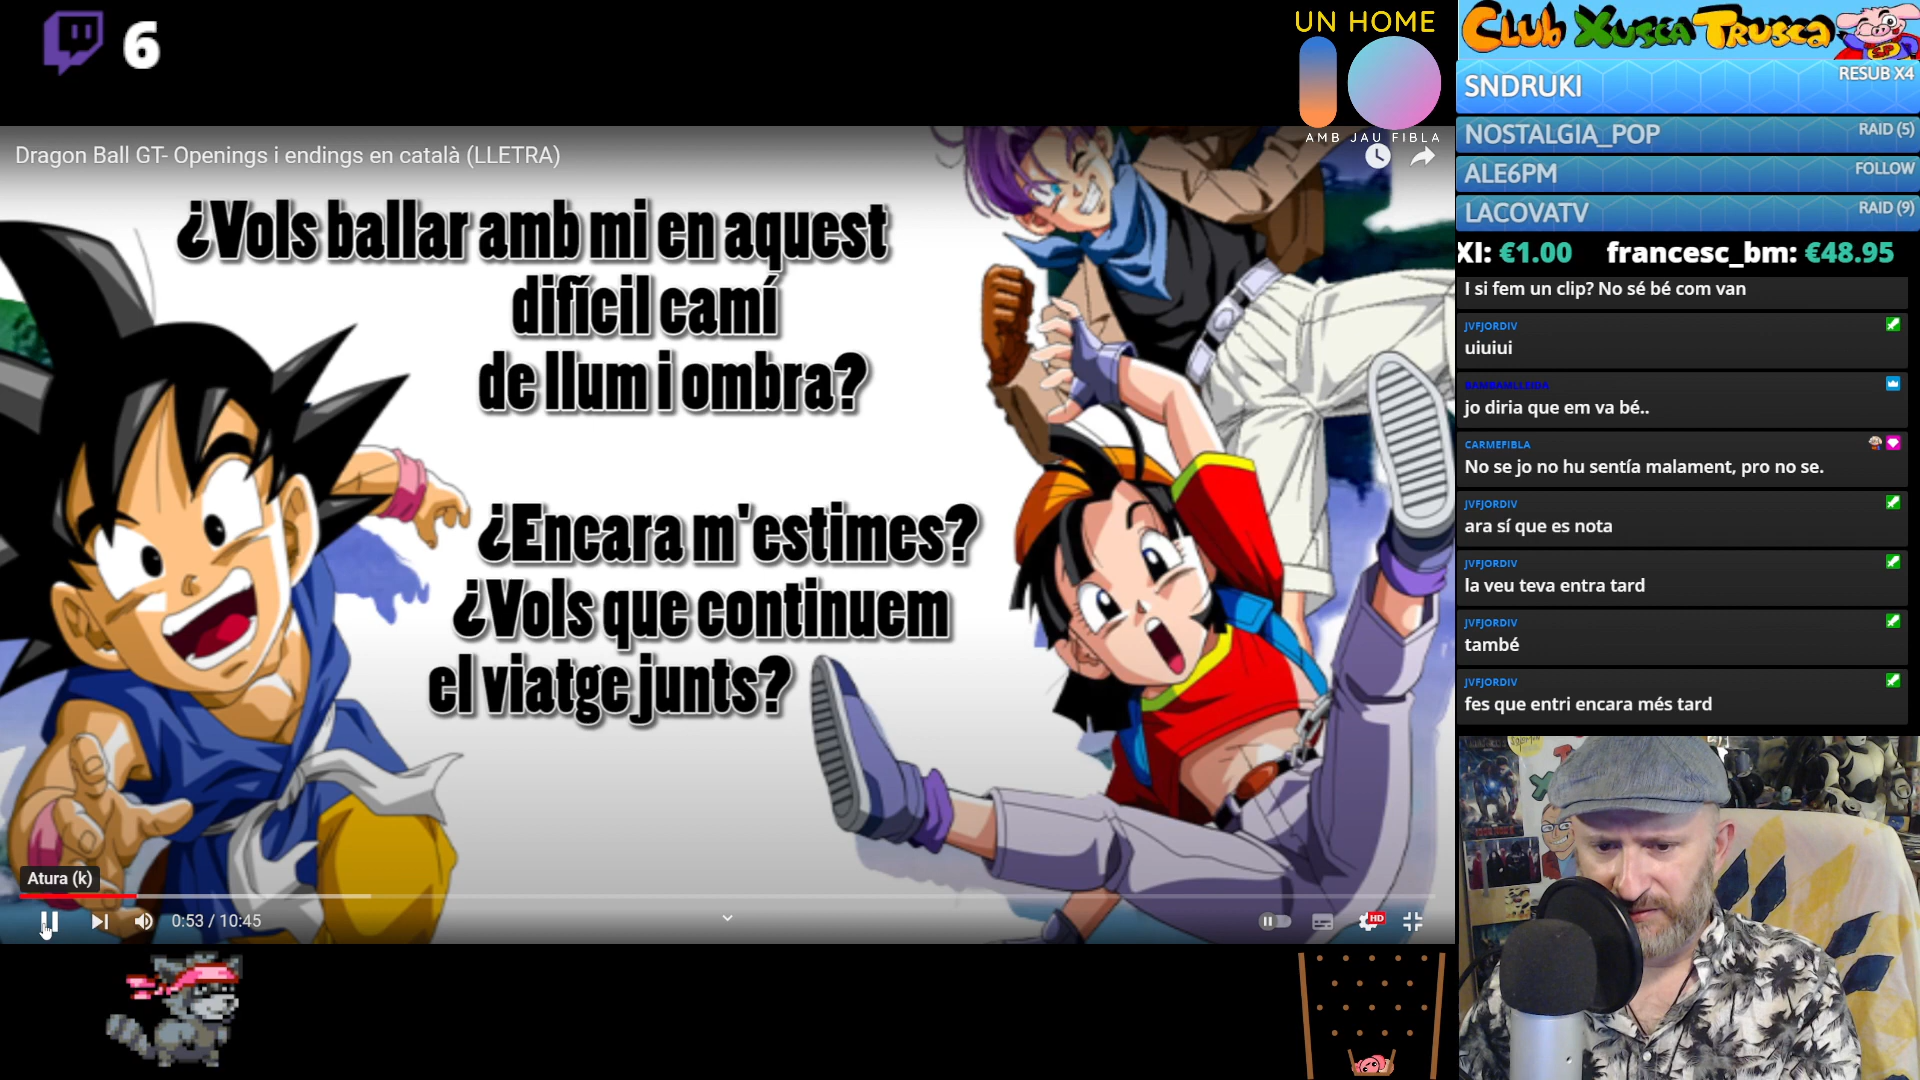 6
UN HOME
AMB JAU FIBLA
Dragon Ball GT- Openings i endings en català (LLETRA)
¿Vols ballar amb mi en aquest
difícil camí
de llum i ombra?
¿Encara m'estimes?
¿Vols que continuem
el viatge junts?
Atura (k)
0:53 / 10:45
HD
Club Xusca Trusca
SP
SNDRUKI
RESUB X4
NOSTALGIA_POP
RAID (5)
ALE6PM
FOLLOW
LACOVATV
RAID (9)
XI: €1.00 francesc_bm: €48.95
I si fem un clip? No sé bé com van
JVFJORDIV
uiuiui
BAMBAMLLERIA
jo diria que em va bé..
CARMEFIBLA
No se jo no hu sentía malament, pro no se.
JVFJORDIV
ara sí que es nota
JVFJORDIV
la veu teva entra tard
JVFJORDIV
també
JVFJORDIV
fes que entri encara més tard